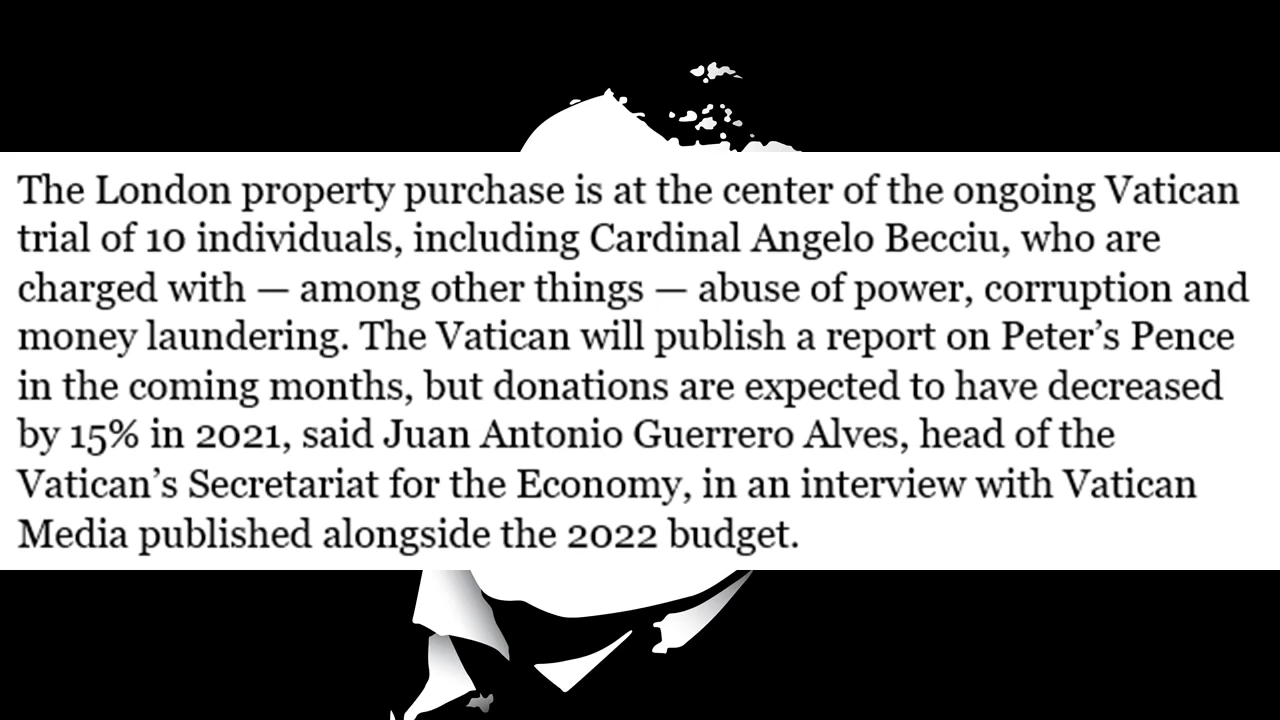 The London property purchase is at the center of the ongoing Vatican
trial of 10 individuals, including Cardinal Angelo Becciu, who are
charged with — among other things — abuse of power, corruption and
money laundering. The Vatican will publish a report on Peter’s Pence
in the coming months, but donations are expected to have decreased
by 15% in 2021, said Juan Antonio Guerrero Alves, head of the
Vatican’s Secretariat for the Economy, in an interview with Vatican
Media published alongside the 2022 budget.